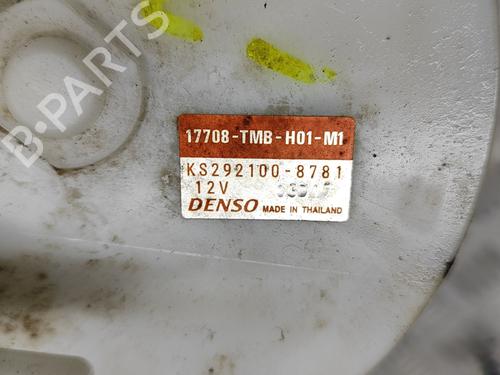 B-PARTS
17708-TMB-H01-M1
KS292100-8781
12V
DENSO MADE IN THAILAND